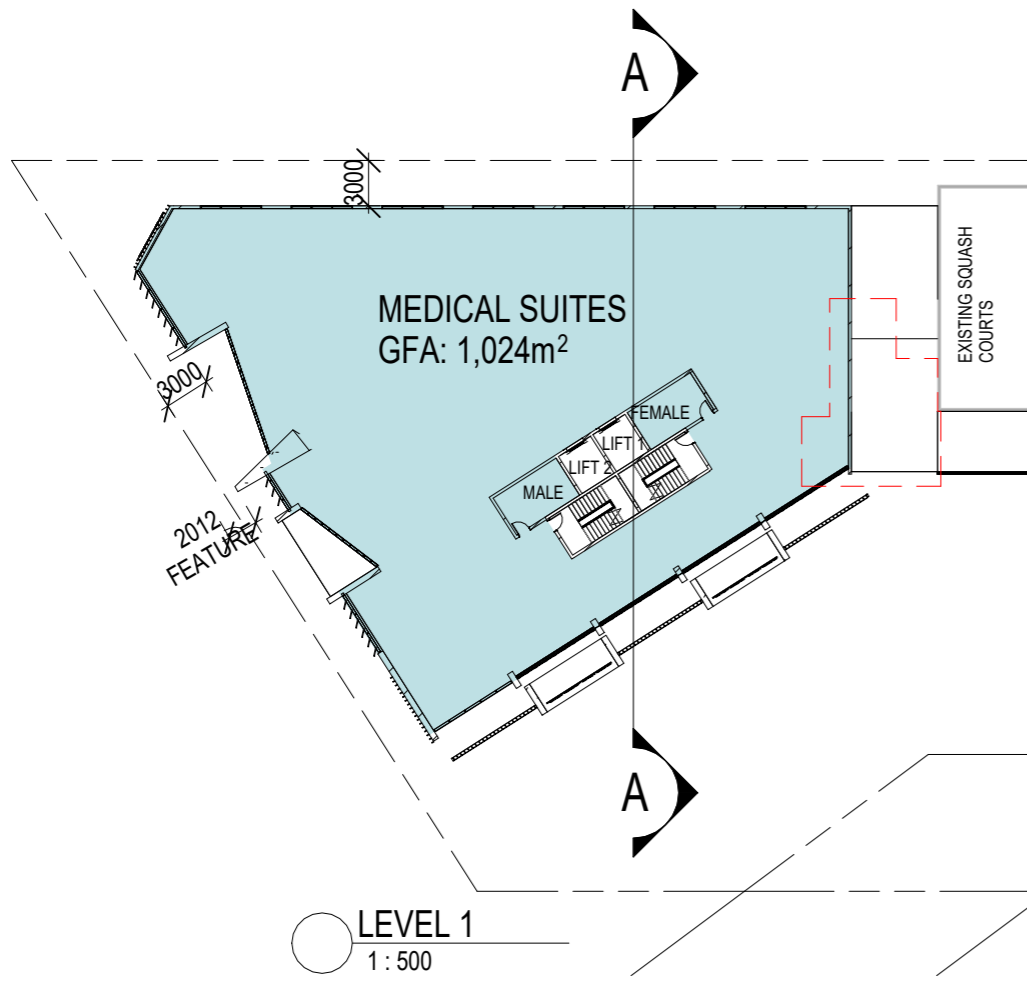 A
3000
EXISTING SQUASH
COURTS
MEDICAL SUITES
GFA: 1,024m²
3000
FEMALE
LIFT 1
LIFT 2
MALE
2012
FEATURE
A
LEVEL 1
1 : 500